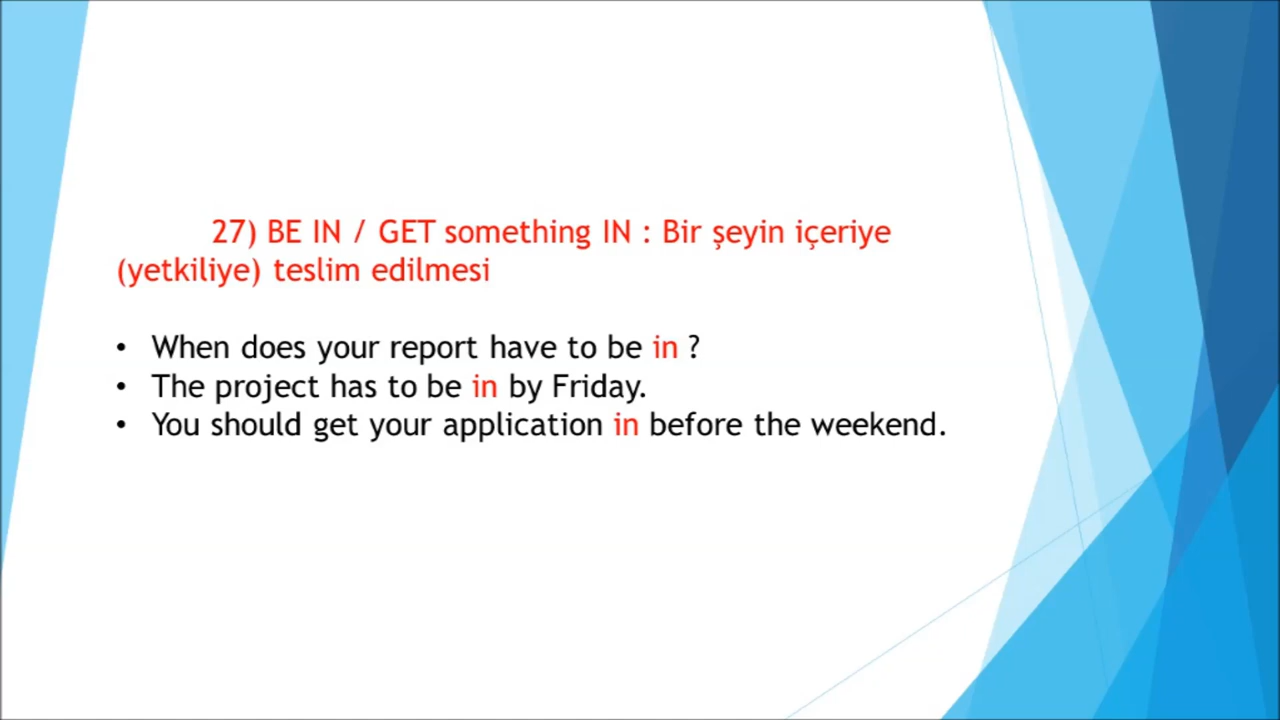 27) BE IN / GET something IN : Bir şeyin içeriye
(yetkiliye) teslim edilmesi
• When does your report have to be in ?
• The project has to be in by Friday.
• You should get your application in before the weekend.